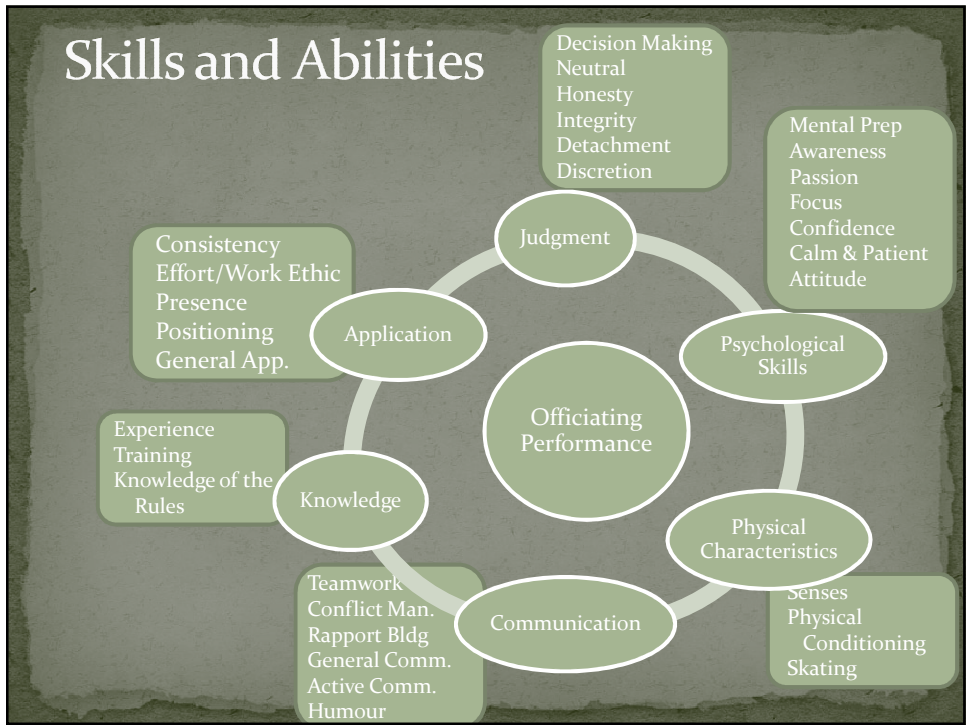 Skills and Abilities
Decision Making
Neutral
Honesty
Integrity
Detachment
Discretion
Judgment
Mental Prep
Awareness
Passion
Focus
Confidence
Calm & Patient
Attitude
Psychological
Skills
Consistency
Effort/Work Ethic
Presence
Positioning
General App.
Application
Officiating
Performance
Experience
Training
Knowledge of the
Rules
Knowledge
Physical
Characteristics
Senses
Physical
Conditioning
Skating
Teamwork
Conflict Man.
Rapport Bldg
General Comm.
Active Comm.
Humour
Communication